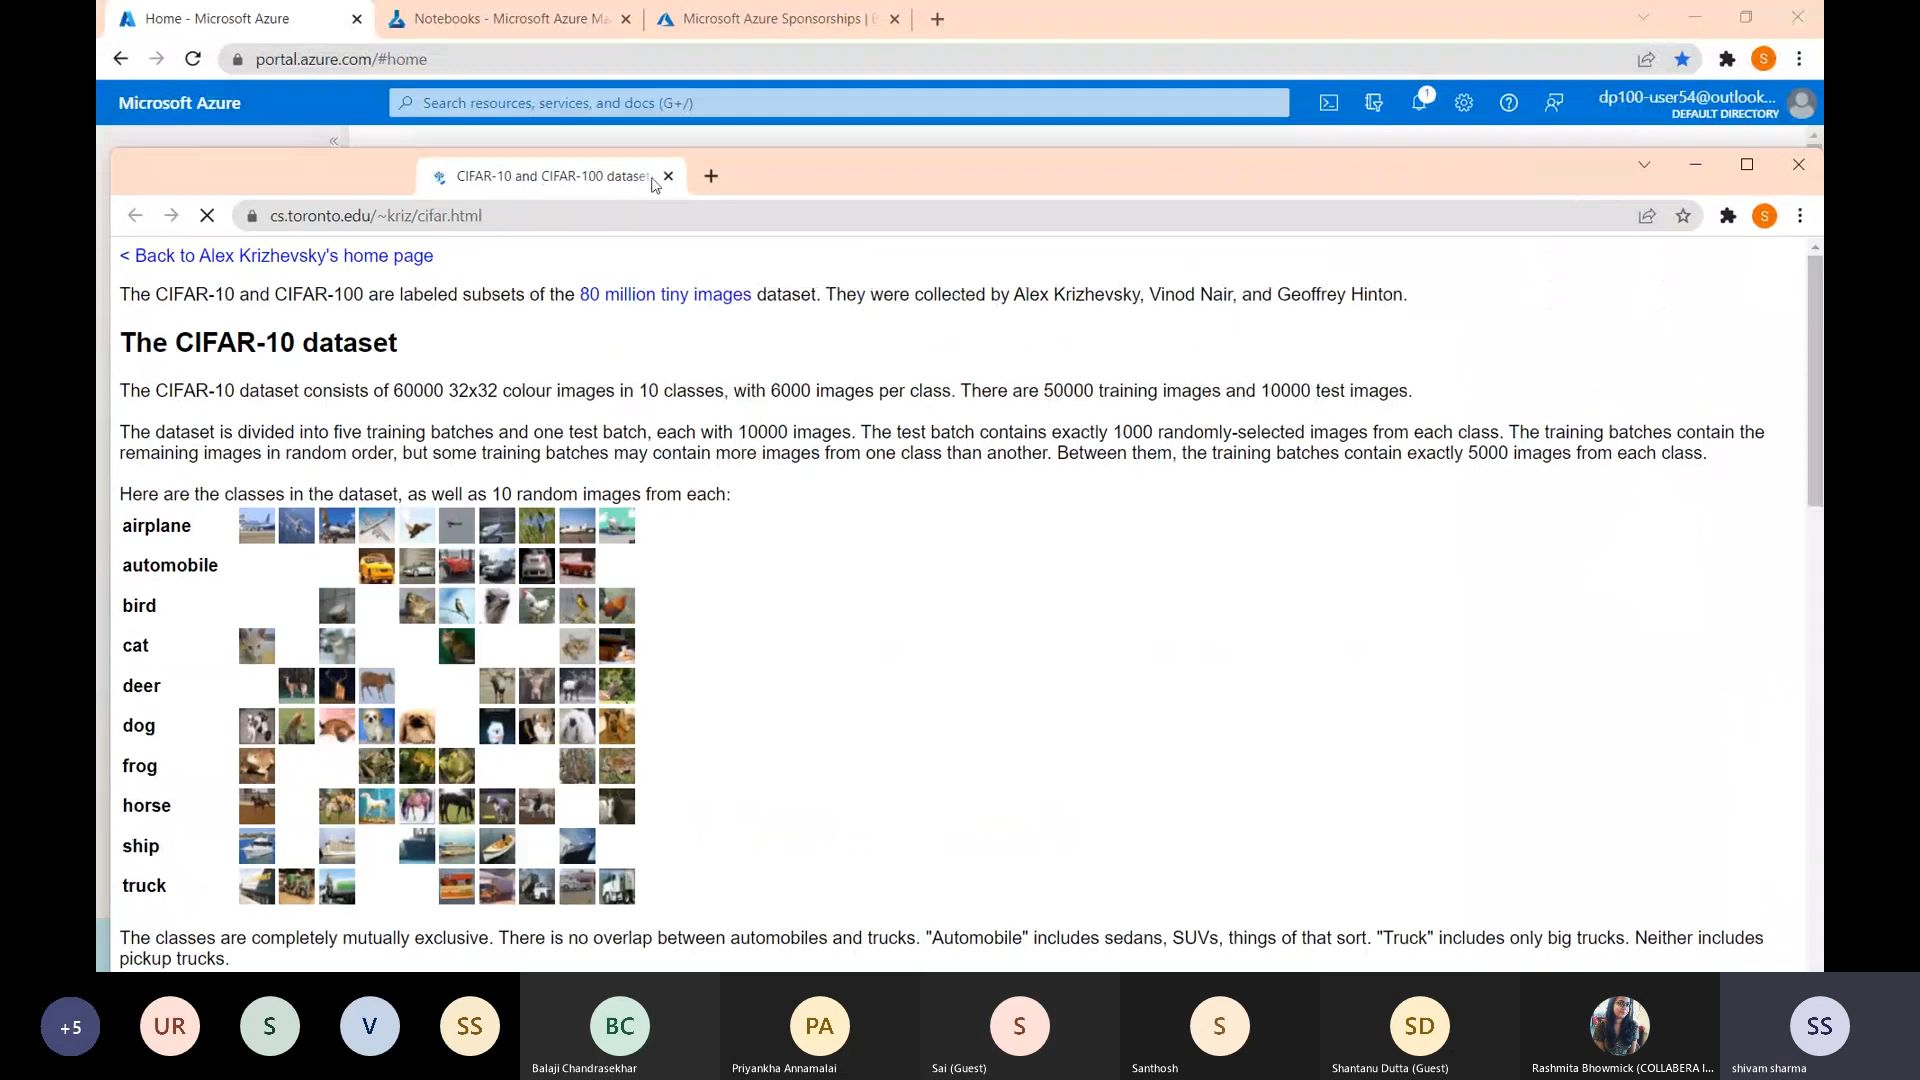 Home - Microsoft Azure
Notebooks - Microsoft Azure Ma
Microsoft Azure Sponsorships |
portal.azure.com/#home
S
Microsoft Azure
Search resources, services, and docs (G+/)
1
dp100-user54@outlook...
DEFAULT DIRECTORY
CIFAR-10 and CIFAR-100 dataset
cs.toronto.edu/~kriz/cifar.html
S
< Back to Alex Krizhevsky's home page
The CIFAR-10 and CIFAR-100 are labeled subsets of the 80 million tiny images dataset. They were collected by Alex Krizhevsky, Vinod Nair, and Geoffrey Hinton.
The CIFAR-10 dataset
The CIFAR-10 dataset consists of 60000 32x32 colour images in 10 classes, with 6000 images per class. There are 50000 training images and 10000 test images.
The dataset is divided into five training batches and one test batch, each with 10000 images. The test batch contains exactly 1000 randomly-selected images from each class. The training batches contain the
remaining images in random order, but some training batches may contain more images from one class than another. Between them, the training batches contain exactly 5000 images from each class.
Here are the classes in the dataset, as well as 10 random images from each:
airplane
automobile
bird
cat
deer
dog
frog
horse
ship
truck
The classes are completely mutually exclusive. There is no overlap between automobiles and trucks. "Automobile" includes sedans, SUVs, things of that sort. "Truck" includes only big trucks. Neither includes
pickup trucks.
+5
UR
S
V
SS
BC
PA
S
S
SD
SS
Balaji Chandrasekhar
Priyankha Annamalai
Sai (Guest)
Santhosh
Shantanu Dutta (Guest)
Rashmita Bhowmick (COLLABERA I...
shivam sharma